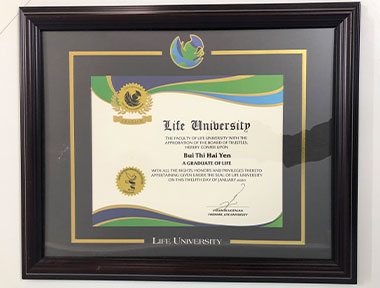 Life University
THE FACULTY OF LIFE UNIVERSITY WITH THE
APPROBATION OF THE BOARD OF TRUSTEES,
HEREBY CONFER UPON
Bui Thi Hai Yen
A GRADUATE OF LIFE
WITH ALL THE RIGHTS, HONORS AND PRIVILEGES THERETO
APPERTAINING GIVEN UNDER THE SEAL OF LIFE UNIVERSITY
ON THIS TWELFTH DAY OF JANUARY
LIFE UNIVERSITY
LIFE UNIVERSITY